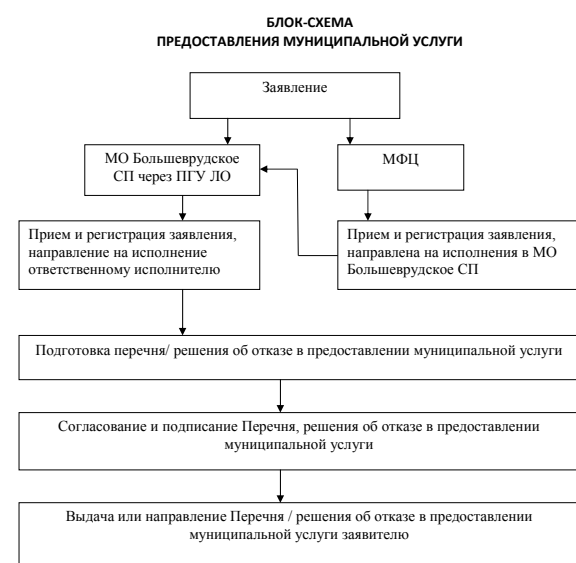 БЛОК-СХЕМА
ПРЕДОСТАВЛЕНИЯ МУНИЦИПАЛЬНОЙ УСЛУГИ
Заявление
МО Большеврудское
СП через ПГУ ЛО
МФЦ
Прием и регистрация заявления,
направление на исполнение
ответственному исполнителю
Прием и регистрация заявления,
направлена на исполнения в МО
Большеврудское СП
Подготовка перечня/ решения об отказе в предоставлении муниципальной услуги
Согласование и подписание Перечня, решения об отказе в предоставлении
муниципальной услуги
Выдача или направление Перечня / решения об отказе в предоставлении
муниципальной услуги заявителю